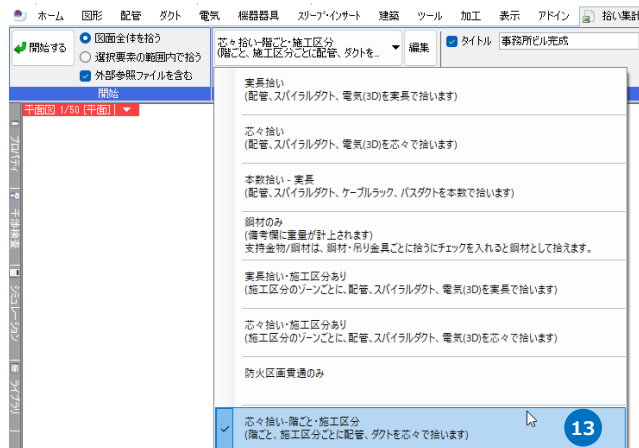 ホーム 図形 配管 ダクト 電気 機器器具 スリーブ・インサート 建築 ツール 加工 表示 アドイン 拾い集計
開始する
図面全体を拾う
選択要素の範囲内で拾う
外部参照ファイルを含む
開始
芯々拾い-階ごと・施工区分
(階ごと、施工区分ごとに配管、ダクトを...
編集
タイトル 事務所ビル完成
平面図 1/50 [平面]
プロパティ
干渉検査
シミュレーション
ライブラリ
実長拾い
(配管、スパイラルダクト、電気(3D)を実長で拾います)
芯々拾い
(配管、スパイラルダクト、電気(3D)を芯々で拾います)
本数拾い - 実長
(配管、スパイラルダクト、ケーブルラック、バスダクトを本数で拾います)
鋼材のみ
(備考欄に重量が計上されます)
支持金物/鋼材は、鋼材・吊り金具ごとに拾うにチェックを入れると鋼材として拾えます。
実長拾い・施工区分あり
(施工区分のゾーンごとに、配管、スパイラルダクト、電気(3D)を実長で拾います)
芯々拾い・施工区分あり
(施工区分のゾーンごとに、配管、スパイラルダクト、電気(3D)を芯々で拾います)
防火区画貫通のみ
芯々拾い-階ごと・施工区分
(階ごと、施工区分ごとに配管、ダクトを芯々で拾います)
13